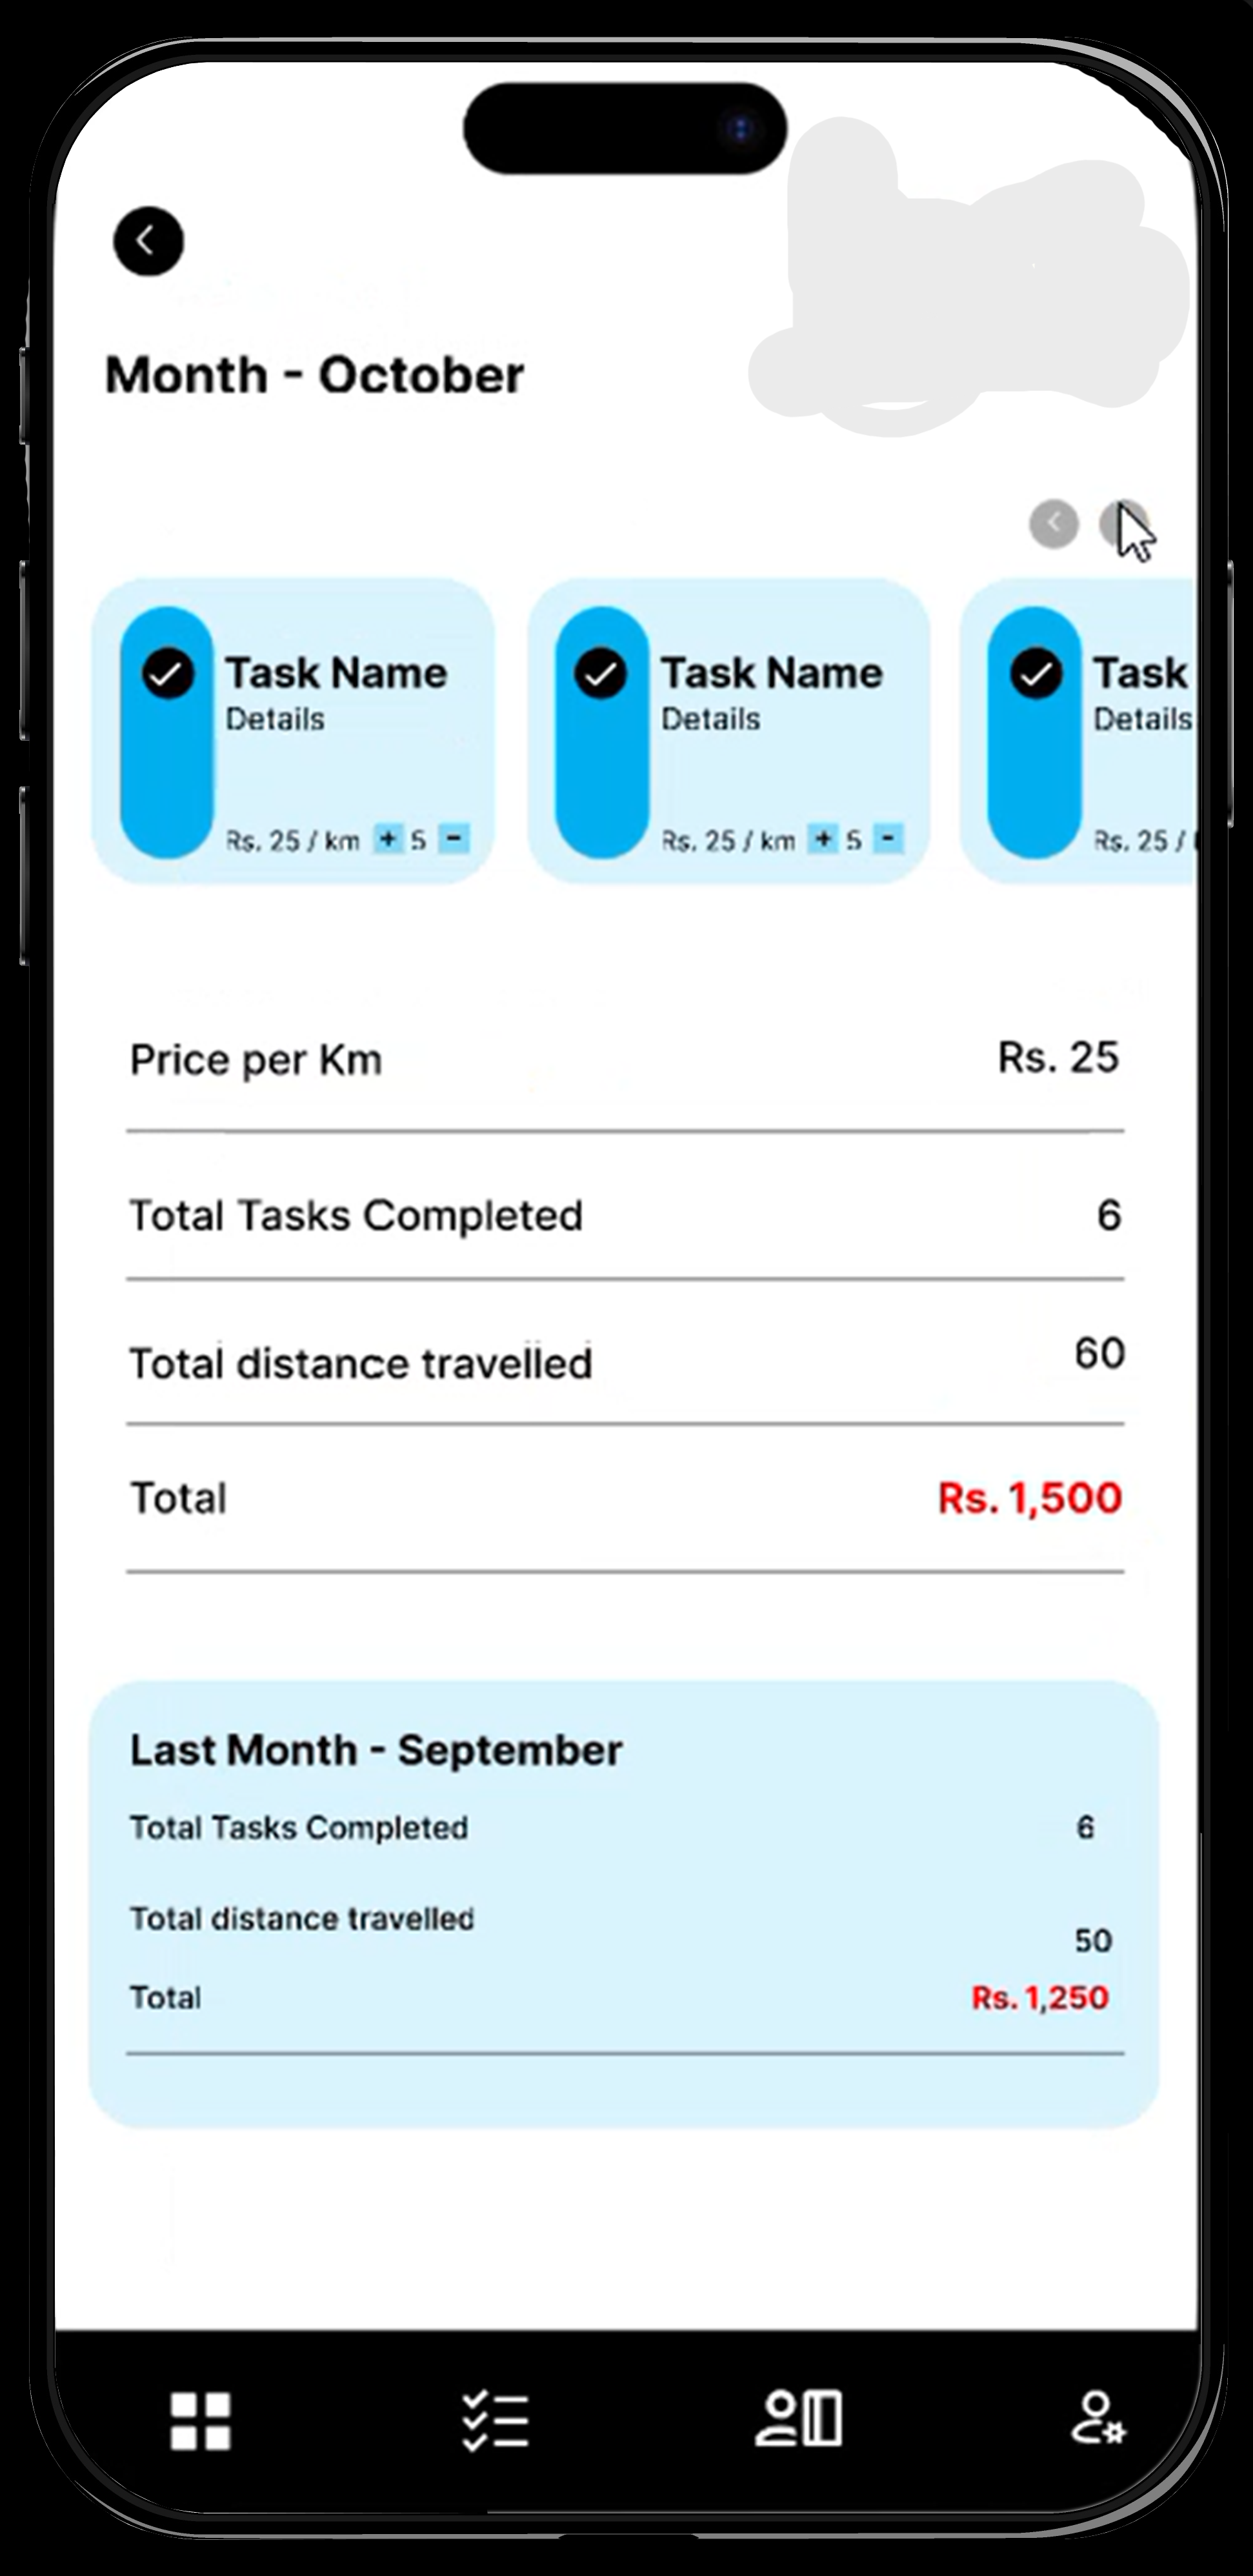 Month - October
Task Name
Details
Rs. 25 / km + 5 -
Task Name
Details
Rs. 25 / km + 5 -
Task
Details
Rs. 25 /
Price per Km Rs. 25
Total Tasks Completed 6
Total distance travelled 60
Total Rs. 1,500
Last Month - September
Total Tasks Completed 6
Total distance travelled 50
Total Rs. 1,250